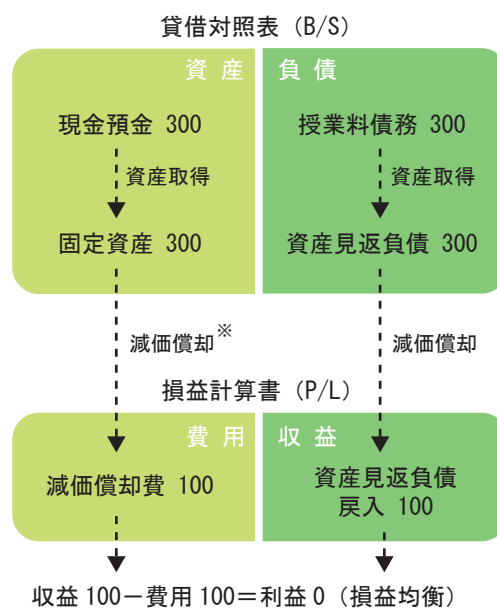 貸借対照表（B/S）
資 産
負 債
現金預金 300
授業料債務 300
資産取得
資産取得
固定資産 300
資産見返負債 300
減価償却※
減価償却
損益計算書（P/L）
費 用
収 益
減価償却費 100
資産見返負債
戻入 100
収益 100－費用 100＝利益 0（損益均衡）